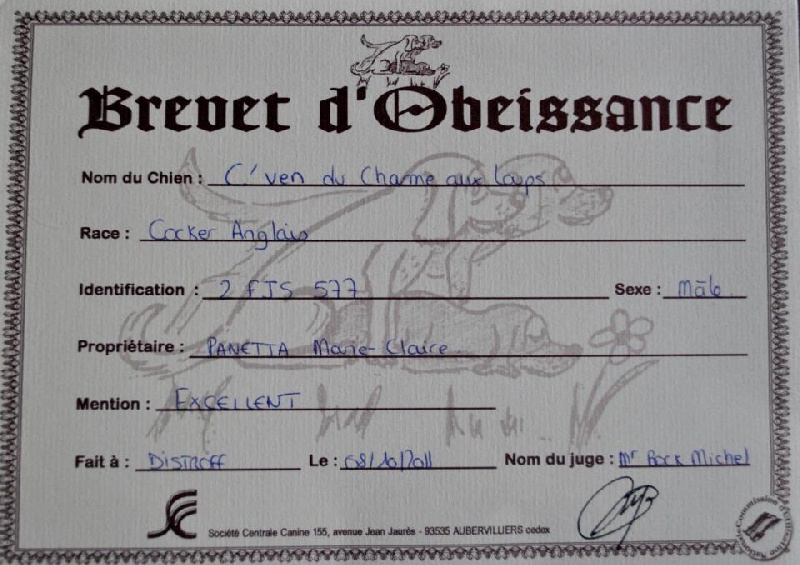 Brevet d'Obeissance
Nom du Chien : C'ven du Charme aux Loups
Race : Cocker Anglais
Identification : 2 FJS 577 Sexe : Mâle
Propriétaire : PANETTA Marie-Claire
Mention : EXCELLENT
Fait à : DISTROFF Le : 08/10/2011 Nom du juge : Mr Bock Michel
Société Centrale Canine 155, avenue Jean Jaurès - 93535 AUBERVILLIERS cedex